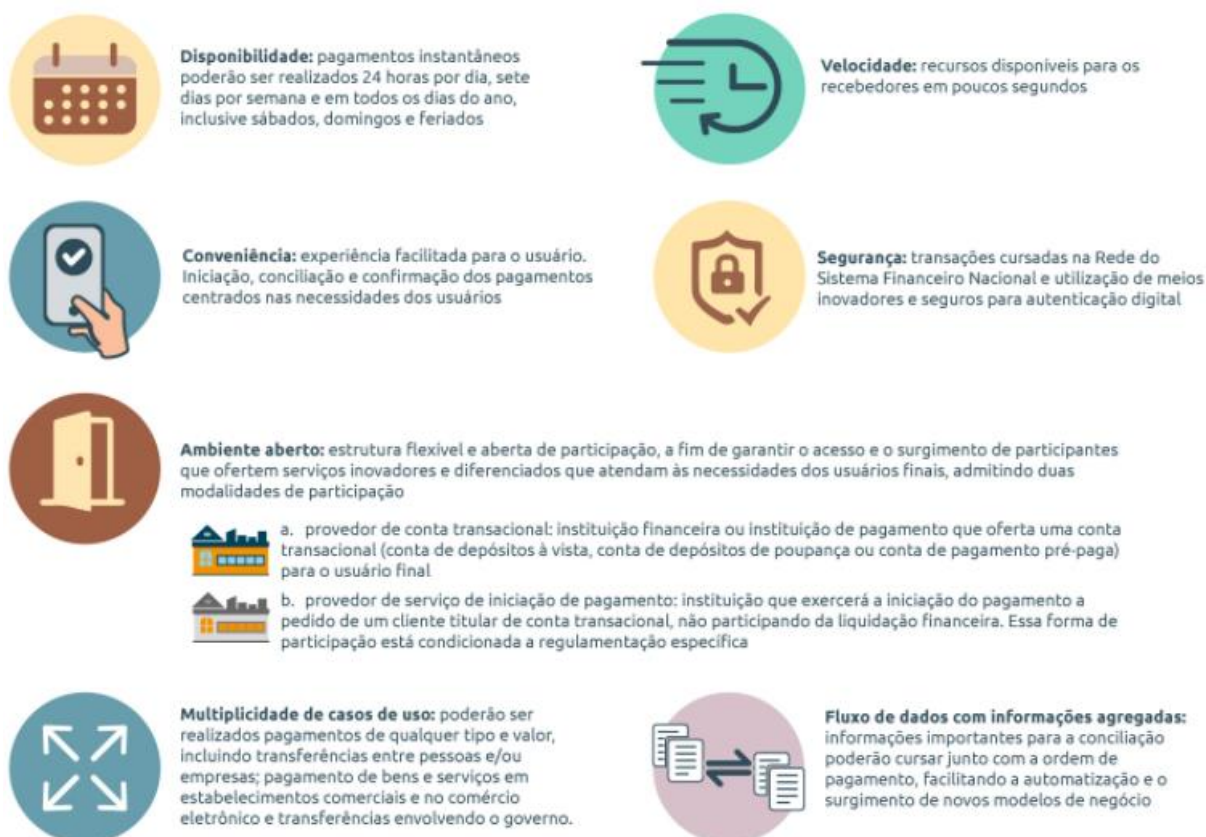 Disponibilidade: pagamentos instantâneos
poderão ser realizados 24 horas por dia, sete
dias por semana e em todos os dias do ano,
inclusive sábados, domingos e feriados
Velocidade: recursos disponíveis para os
recebedores em poucos segundos
Conveniência: experiência facilitada para o usuário.
Iniciação, conciliação e confirmação dos pagamentos
centrados nas necessidades dos usuários
Segurança: transações cursadas na Rede do
Sistema Financeiro Nacional e utilização de meios
inovadores e seguros para autenticação digital
Ambiente aberto: estrutura flexível e aberta de participação, a fim de garantir o acesso e o surgimento de participantes
que ofertem serviços inovadores e diferenciados que atendam às necessidades dos usuários finais, admitindo duas
modalidades de participação
a. provedor de conta transacional: instituição financeira ou instituição de pagamento que oferta uma conta
transacional (conta de depósitos à vista, conta de depósitos de poupança ou conta de pagamento pré-paga)
para o usuário final
b. provedor de serviço de iniciação de pagamento: instituição que exercerá a iniciação do pagamento a
pedido de um cliente titular de conta transacional, não participando da liquidação financeira. Essa forma de
participação está condicionada a regulamentação específica
Multiplicidade de casos de uso: poderão ser
realizados pagamentos de qualquer tipo e valor,
incluindo transferências entre pessoas e/ou
empresas; pagamento de bens e serviços em
estabelecimentos comerciais e no comércio
eletrônico e transferências envolvendo o governo.
Fluxo de dados com informações agregadas:
informações importantes para a conciliação
poderão cursar junto com a ordem de
pagamento, facilitando a automatização e o
surgimento de novos modelos de negócio